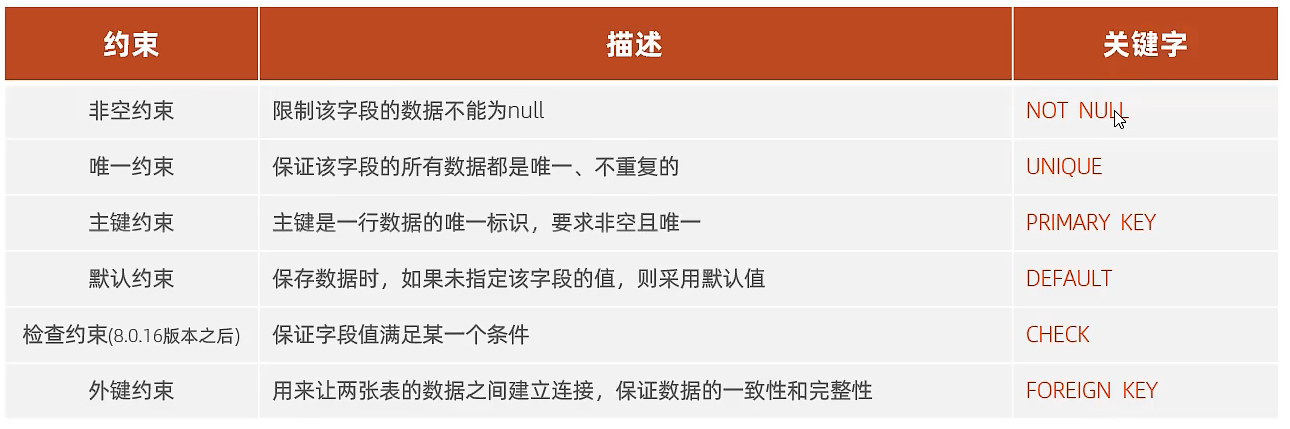 约束 描述 关键字
非空约束 限制该字段的数据不能为null NOT NULL
唯一约束 保证该字段的所有数据都是唯一、不重复的 UNIQUE
主键约束 主键是一行数据的唯一标识，要求非空且唯一 PRIMARY KEY
默认约束 保存数据时，如果未指定该字段的值，则采用默认值 DEFAULT
检查约束(8.0.16版本之后) 保证字段值满足某一个条件 CHECK
外键约束 用来让两张表的数据之间建立连接，保证数据的一致性和完整性 FOREIGN KEY